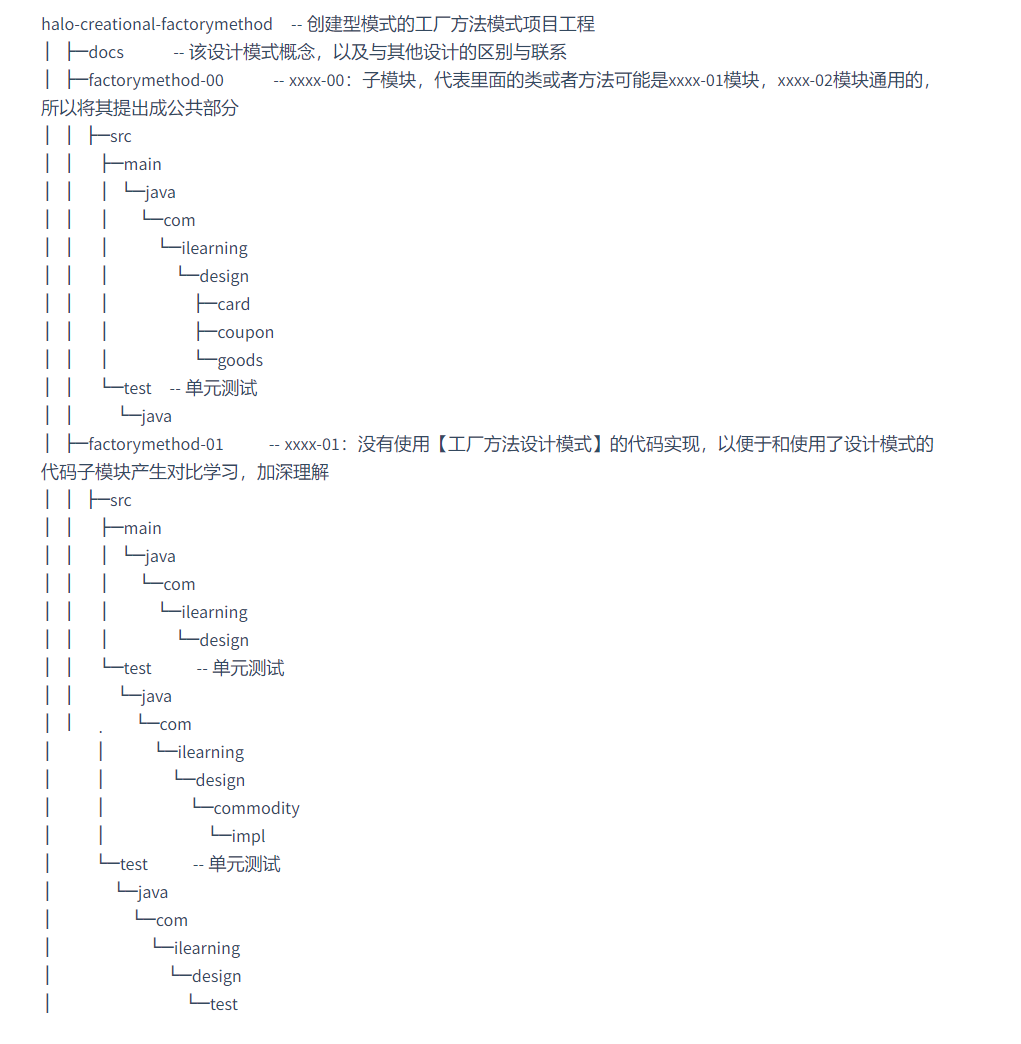 halo-creational-factorymethod -- 创建型模式的工厂方法模式项目工程
│ ├─docs -- 该设计模式概念，以及与其他设计的区别与联系
│ ├─factorymethod-00 -- xxxx-00：子模块，代表里面的类或者方法可能是xxxx-01模块，xxxx-02模块通用的，
所以将其提出成公共部分
│ │ ├─src
│ │ ├─main
│ │ │ └─java
│ │ │ └─com
│ │ │ └─ilearning
│ │ │ └─design
│ │ │ ├─card
│ │ │ ├─coupon
│ │ │ └─goods
│ │ └─test -- 单元测试
│ │ └─java
│ ├─factorymethod-01 -- xxxx-01：没有使用【工厂方法设计模式】的代码实现，以便于和使用了设计模式的
代码子模块产生对比学习，加深理解
│ │ ├─src
│ │ ├─main
│ │ │ └─java
│ │ │ └─com
│ │ │ └─ilearning
│ │ │ └─design
│ │ └─test -- 单元测试
│ │ └─java
│ │ . └─com
│ │ └─ilearning
│ │ └─design
│ │ └─commodity
│ │ └─impl
│ └─test -- 单元测试
│ └─java
│ └─com
│ └─ilearning
│ └─design
│ └─test